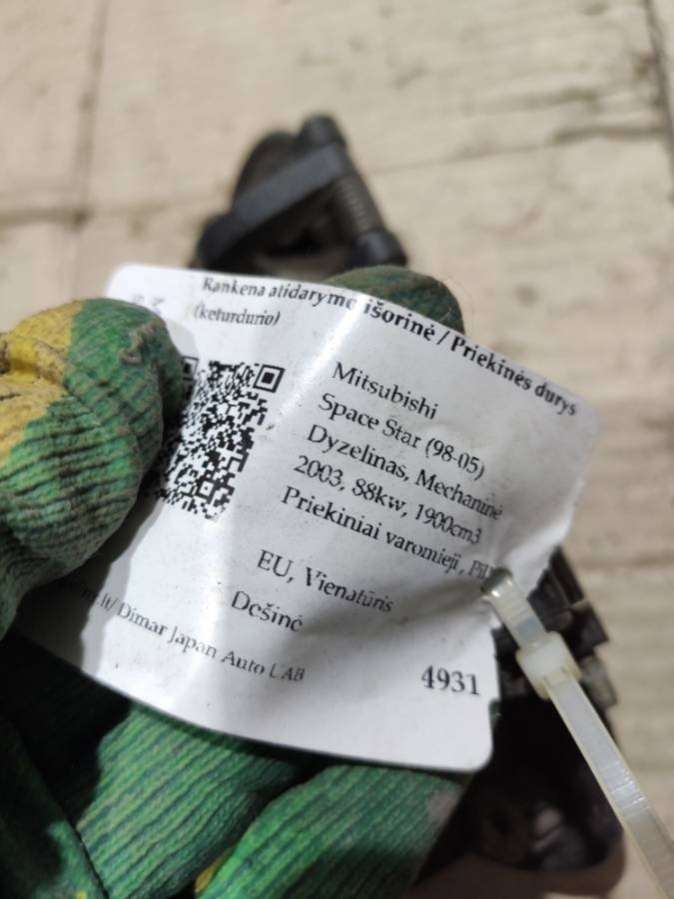 Rankena atidarymo išorinė / Priekinės durys
(keturdurio)
Mitsubishi
Space Star (98-05)
Dyzelinas, Mechaninė
2003, 88kw, 1900cm3
Priekiniai varomieji,
EU, Vienatūris
Dešinė
Dimar Japan Auto LAB
4931